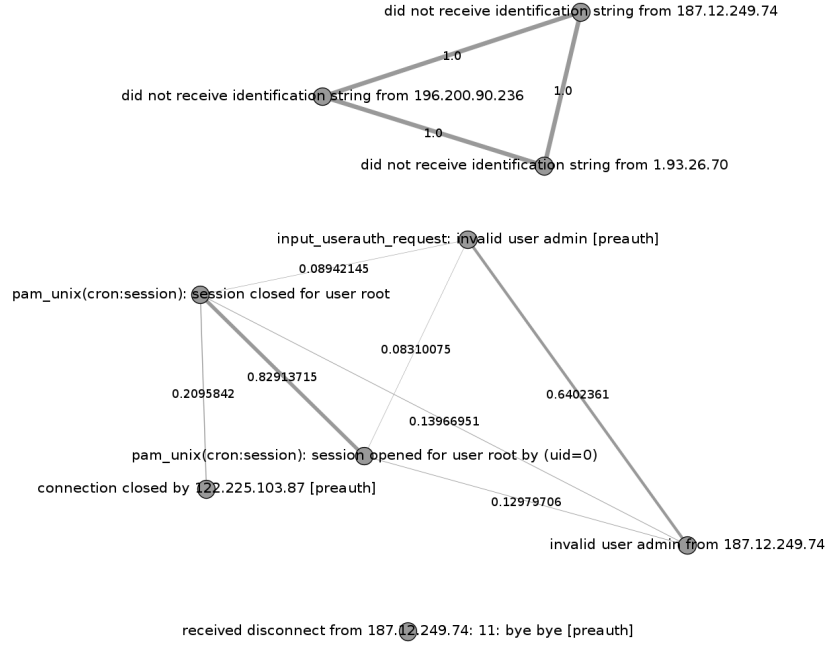 did not receive identification string from 187.12.249.74
1.0
did not receive identification string from 196.200.90.236
1.0
1.0
did not receive identification string from 1.93.26.70
input_userauth_request: invalid user admin [preauth]
0.08942145
pam_unix(cron:session): session closed for user root
0.08310075
0.82913715
0.2095842
0.6402361
0.13966951
pam_unix(cron:session): session opened for user root by (uid=0)
connection closed by 122.225.103.87 [preauth]
0.12979706
invalid user admin from 187.12.249.74
received disconnect from 187.12.249.74: 11: bye bye [preauth]